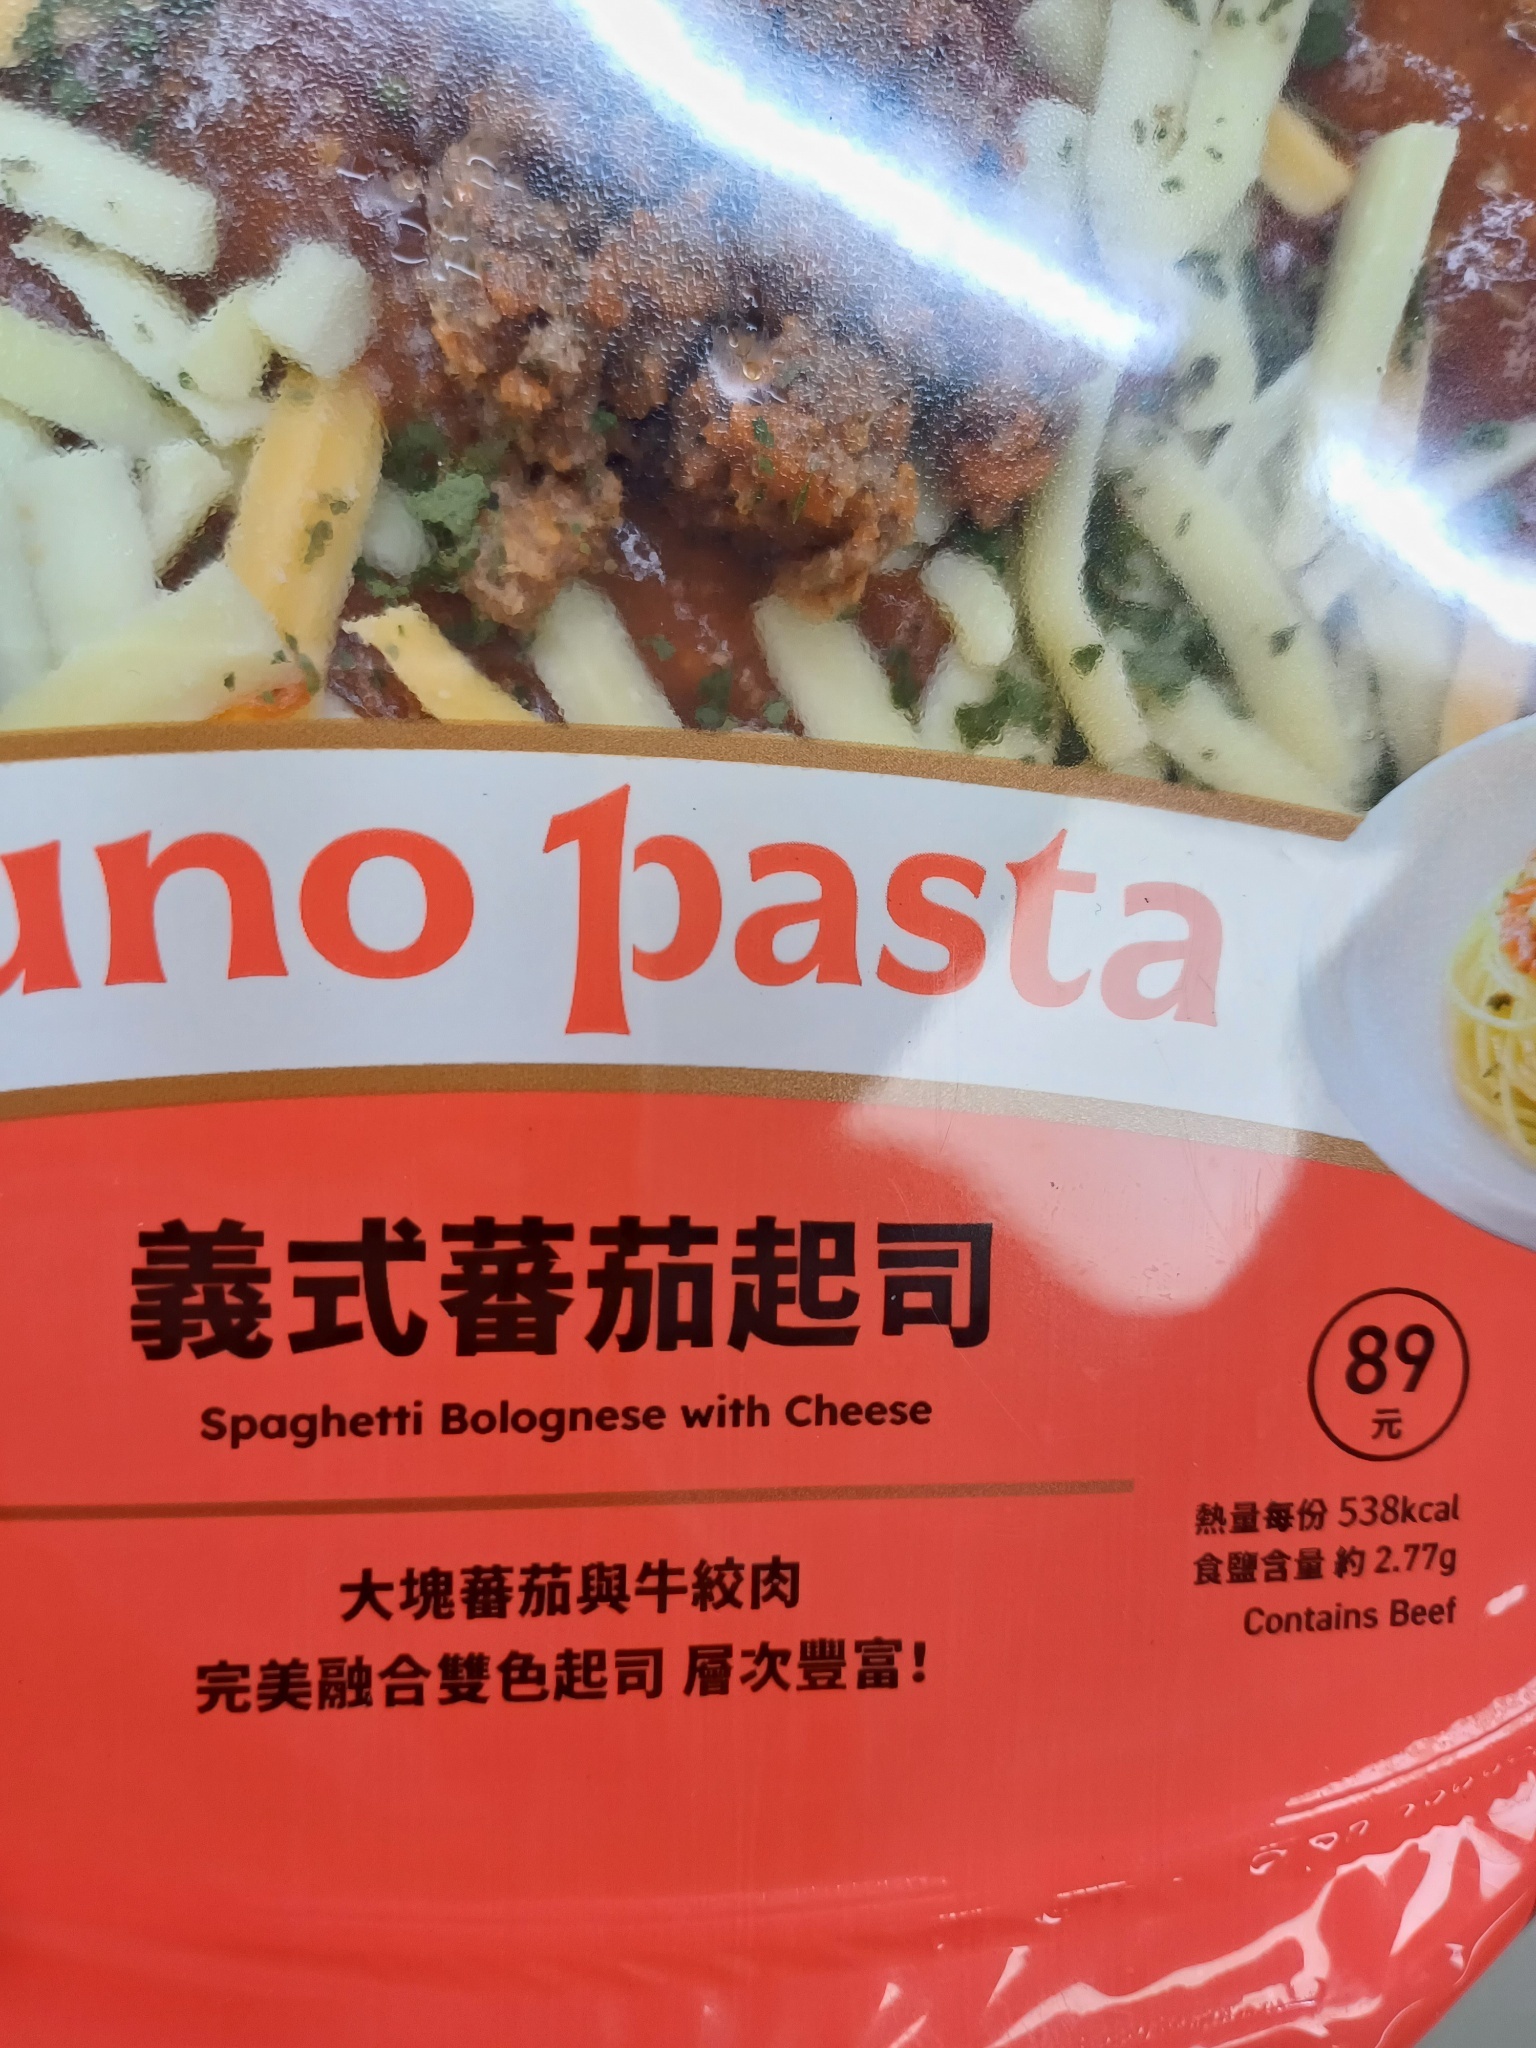 uno pasta
義式蕃茄起司
Spaghetti Bolognese with Cheese
大塊蕃茄與牛絞肉
完美融合雙色起司 層次豐富！
89
元
熱量每份 538kcal
食鹽含量 約 2.77g
Contains Beef